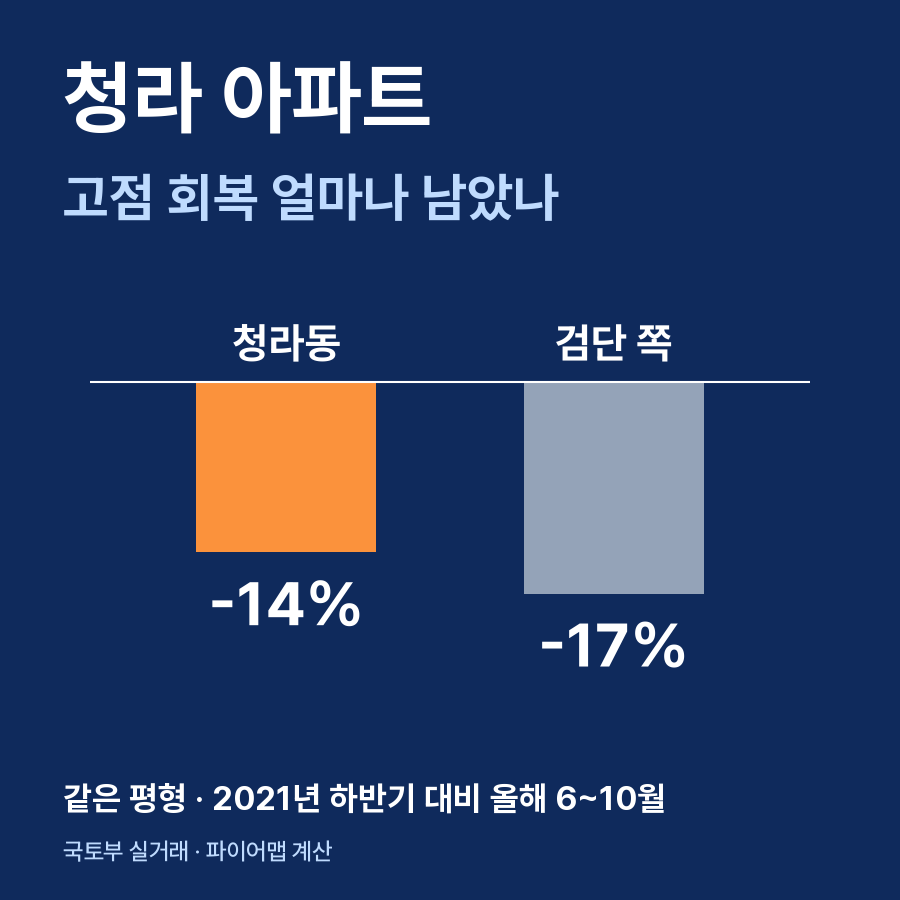 청라 아파트
고점 회복 얼마나 남았나
청라동 검단 쪽
-14%
-17%
같은 평형 · 2021년 하반기 대비 올해 6~10월
국토부 실거래 · 파이어맵 계산